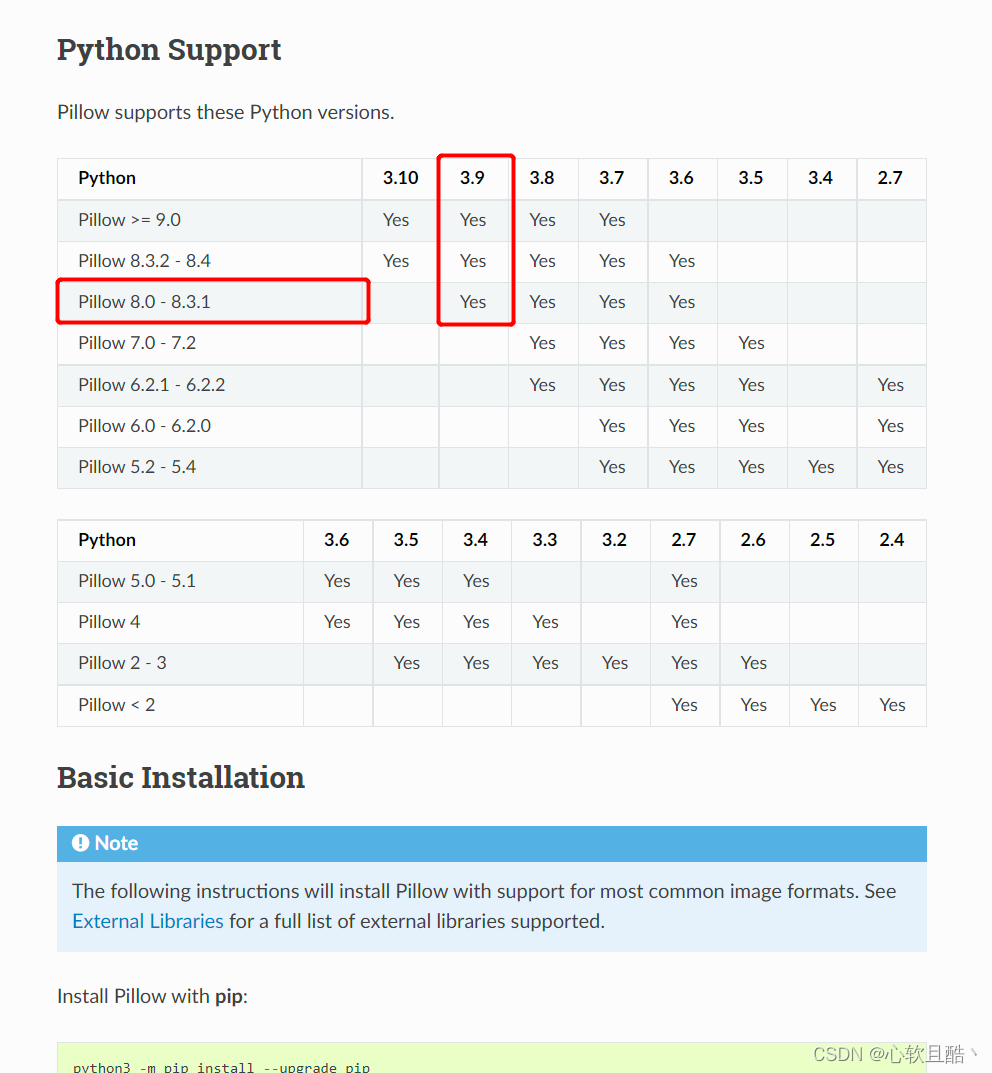 Python Support
Pillow supports these Python versions.
Python 3.10 3.9 3.8 3.7 3.6 3.5 3.4 2.7
Pillow >= 9.0 Yes Yes Yes Yes
Pillow 8.3.2 - 8.4 Yes Yes Yes Yes Yes
Pillow 8.0 - 8.3.1 Yes Yes Yes Yes
Pillow 7.0 - 7.2 Yes Yes Yes Yes
Pillow 6.2.1 - 6.2.2 Yes Yes Yes Yes Yes
Pillow 6.0 - 6.2.0 Yes Yes Yes Yes
Pillow 5.2 - 5.4 Yes Yes Yes Yes Yes
Python 3.6 3.5 3.4 3.3 3.2 2.7 2.6 2.5 2.4
Pillow 5.0 - 5.1 Yes Yes Yes Yes
Pillow 4 Yes Yes Yes Yes Yes
Pillow 2 - 3 Yes Yes Yes Yes Yes Yes
Pillow < 2 Yes Yes Yes Yes
Basic Installation
Note
The following instructions will install Pillow with support for most common image formats. See
External Libraries for a full list of external libraries supported.
Install Pillow with pip:
python3 -m pip install --upgrade pip
CSDN @心软且酷丶